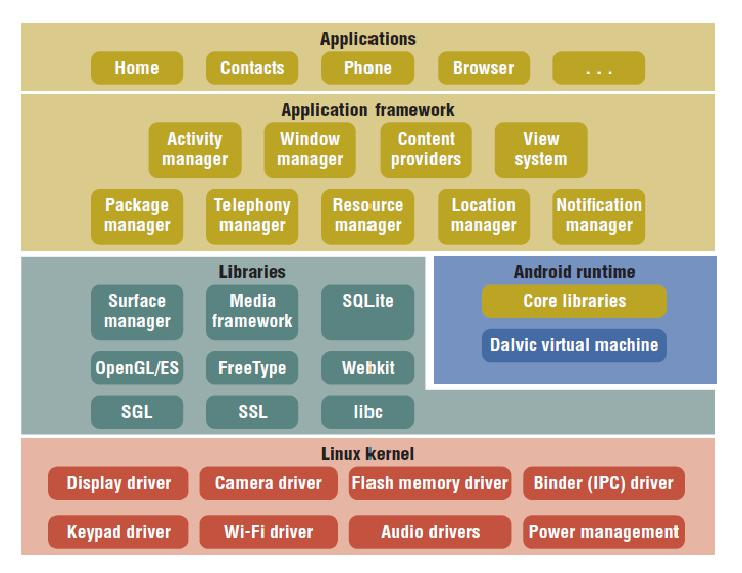 Applications
Home
Contacts
Phone
Browser
. . .
Application framework
Activity
manager
Window
manager
Content
providers
View
system
Package
manager
Telephony
manager
Resource
manager
Location
manager
Notification
manager
Libraries
Surface
manager
Media
framework
SQLite
OpenGL/ES
FreeType
Webkit
SGL
SSL
libc
Android runtime
Core libraries
Dalvic virtual machine
Linux kernel
Display driver
Camera driver
Flash memory driver
Binder (IPC) driver
Keypad driver
Wi-Fi driver
Audio drivers
Power management